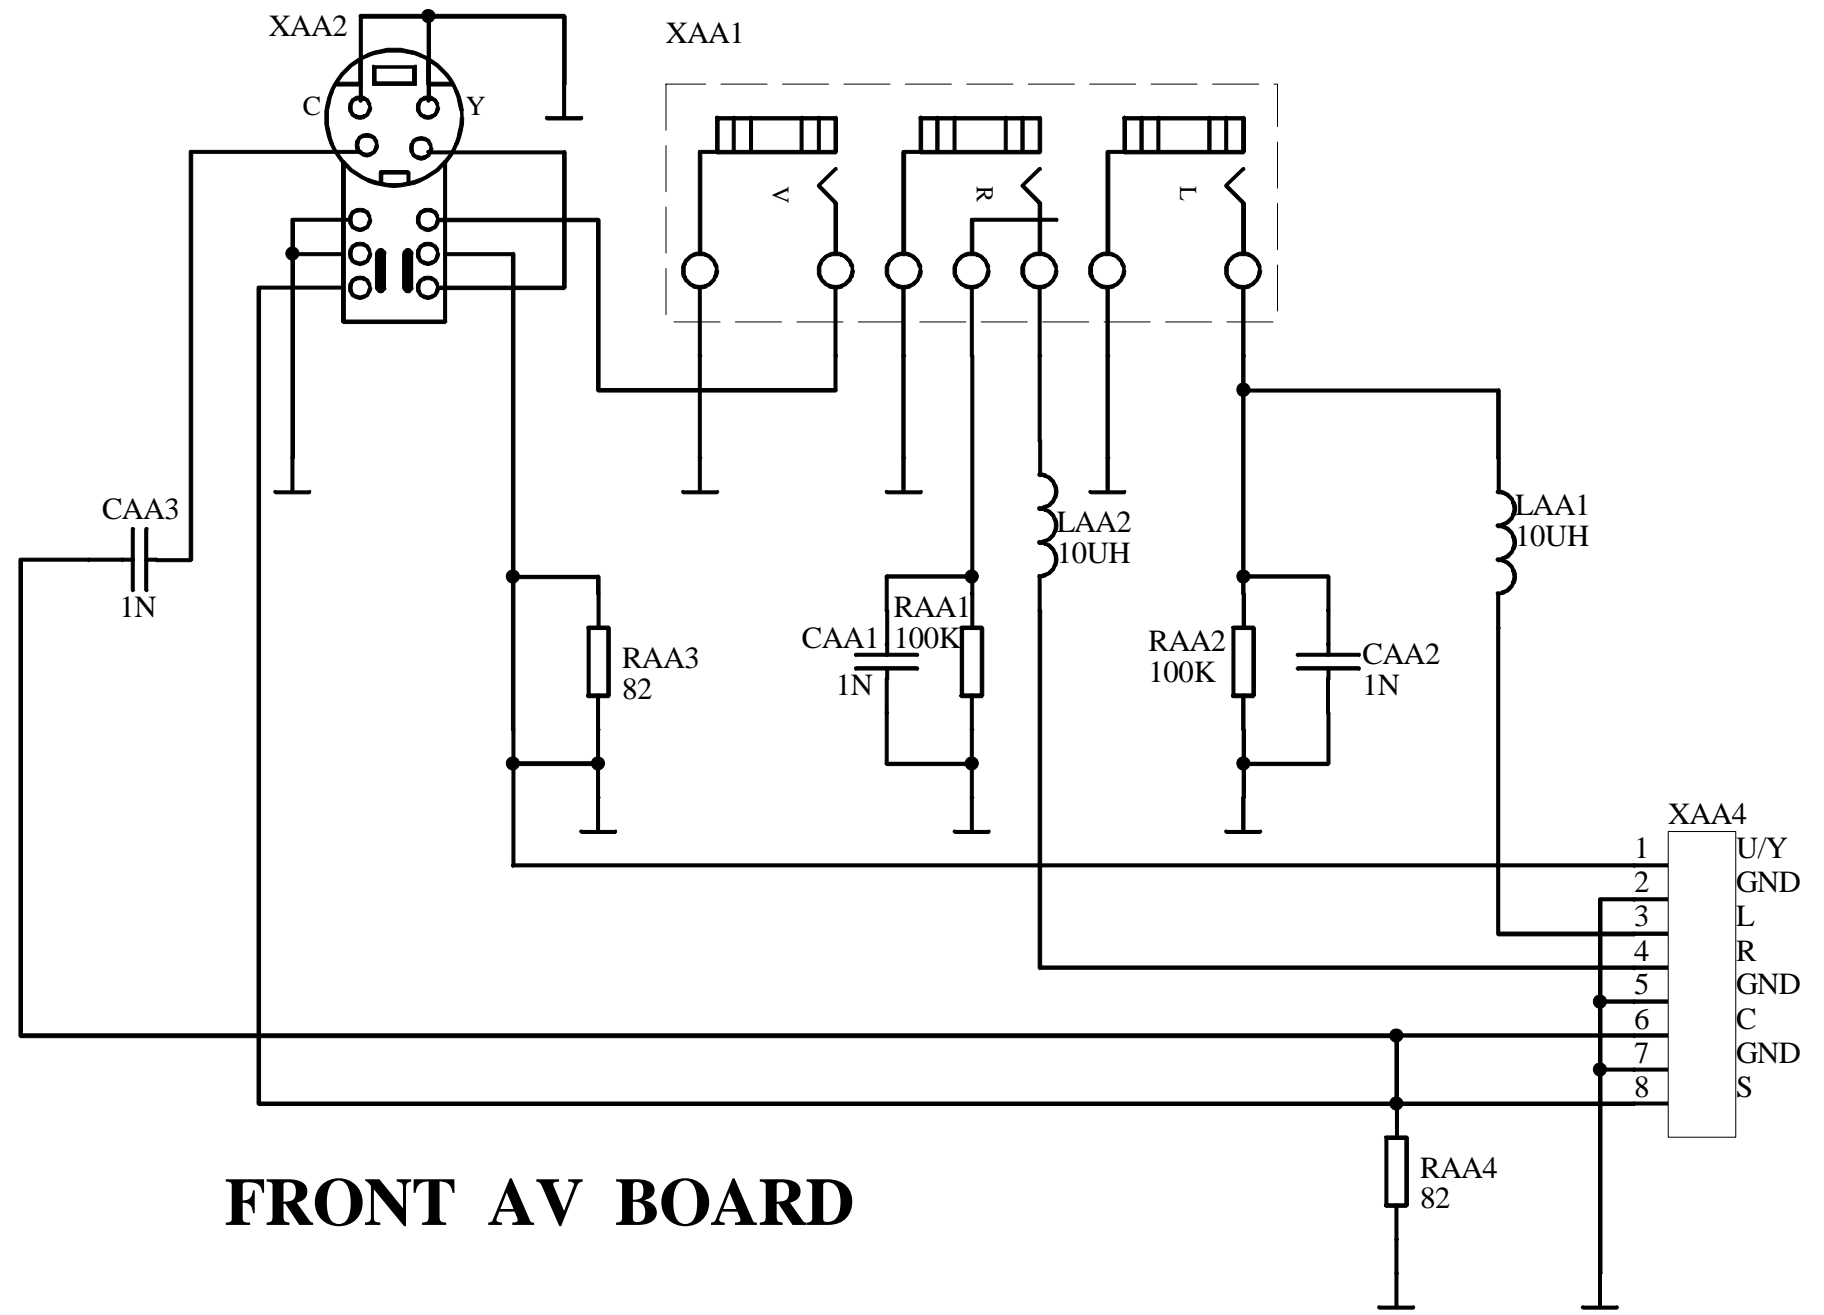 XAA2
XAA1
C
Y
V
R
L
CAA3
1N
LAA2
10UH
LAA1
10UH
RAA3
82
RAA1
100K
CAA1
1N
RAA2
100K
CAA2
1N
XAA4
1 U/Y
2 GND
3 L
4 R
5 GND
6 C
7 GND
8 S
RAA4
82
FRONT AV BOARD